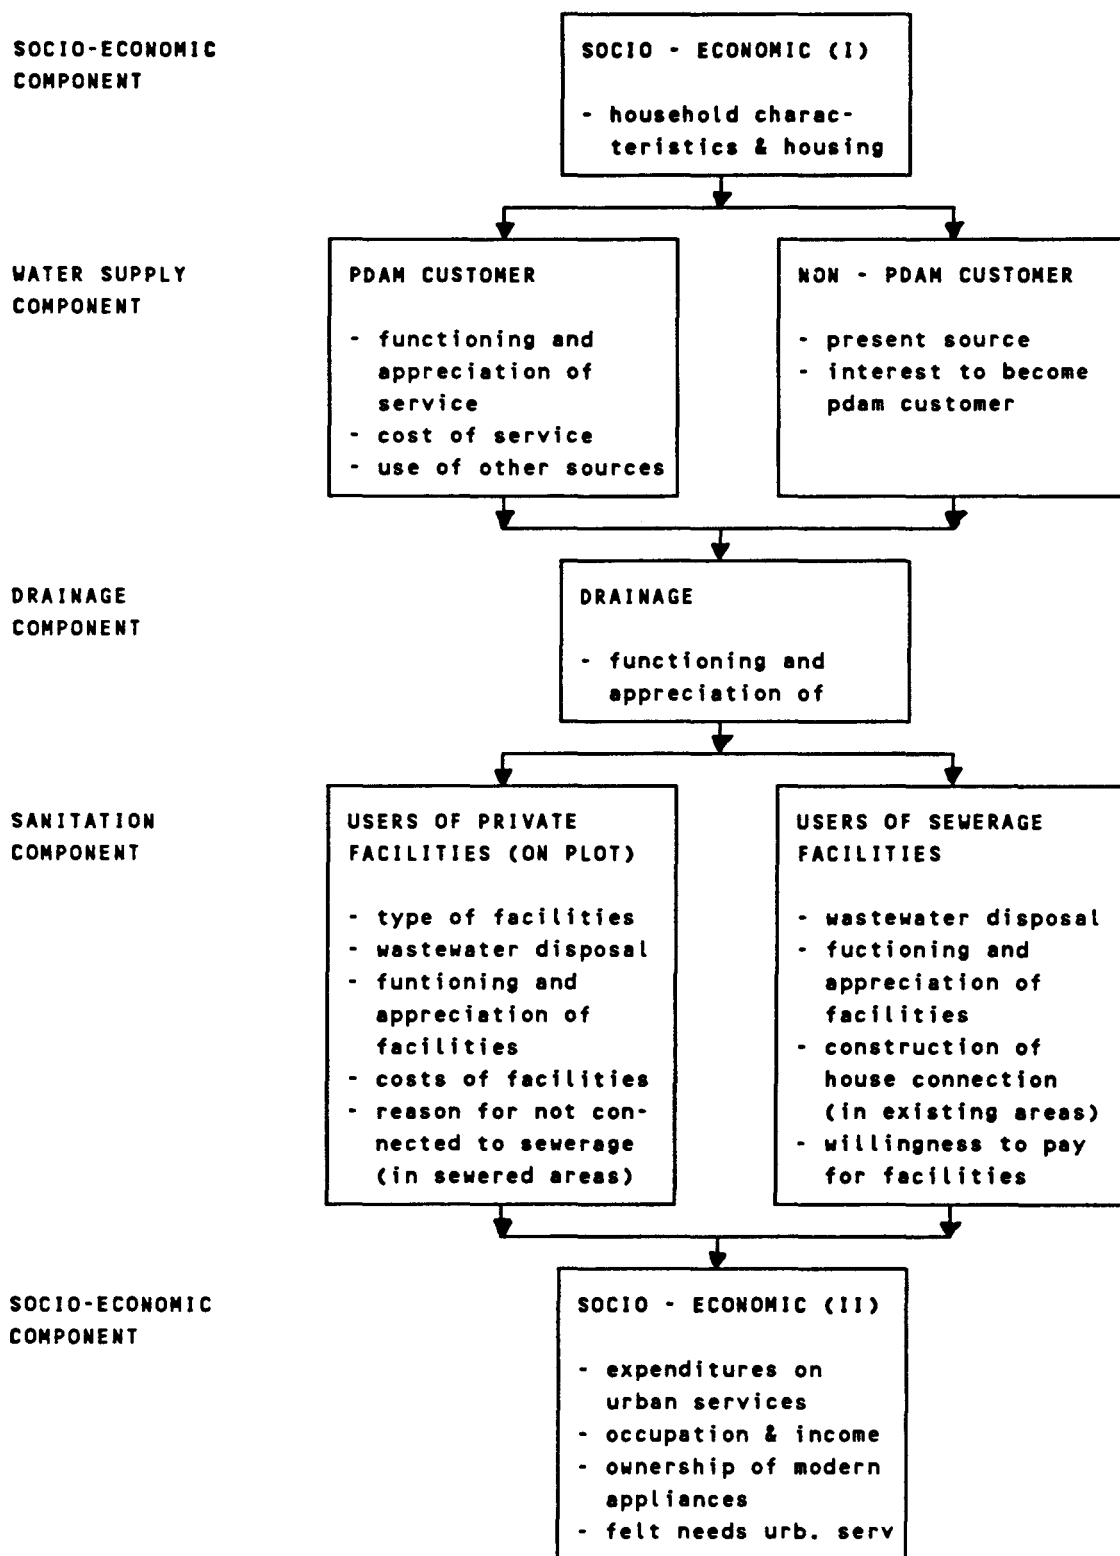 SOCIO-ECONOMIC
COMPONENT
SOCIO - ECONOMIC (I)
- household charac-
teristics & housing
WATER SUPPLY
COMPONENT
PDAM CUSTOMER
- functioning and
appreciation of
service
- cost of service
- use of other sources
NON - PDAM CUSTOMER
- present source
- interest to become
pdam customer
DRAINAGE
COMPONENT
DRAINAGE
- functioning and
appreciation of
SANITATION
COMPONENT
USERS OF PRIVATE
FACILITIES (ON PLOT)
- type of facilities
- wastewater disposal
- funtioning and
appreciation of
facilities
- costs of facilities
- reason for not con-
nected to sewerage
(in sewered areas)
USERS OF SEWERAGE
FACILITIES
- wastewater disposal
- fuctioning and
appreciation of
facilities
- construction of
house connection
(in existing areas)
- willingness to pay
for facilities
SOCIO-ECONOMIC
COMPONENT
SOCIO - ECONOMIC (II)
- expenditures on
urban services
- occupation & income
- ownership of modern
appliances
- felt needs urb. serv